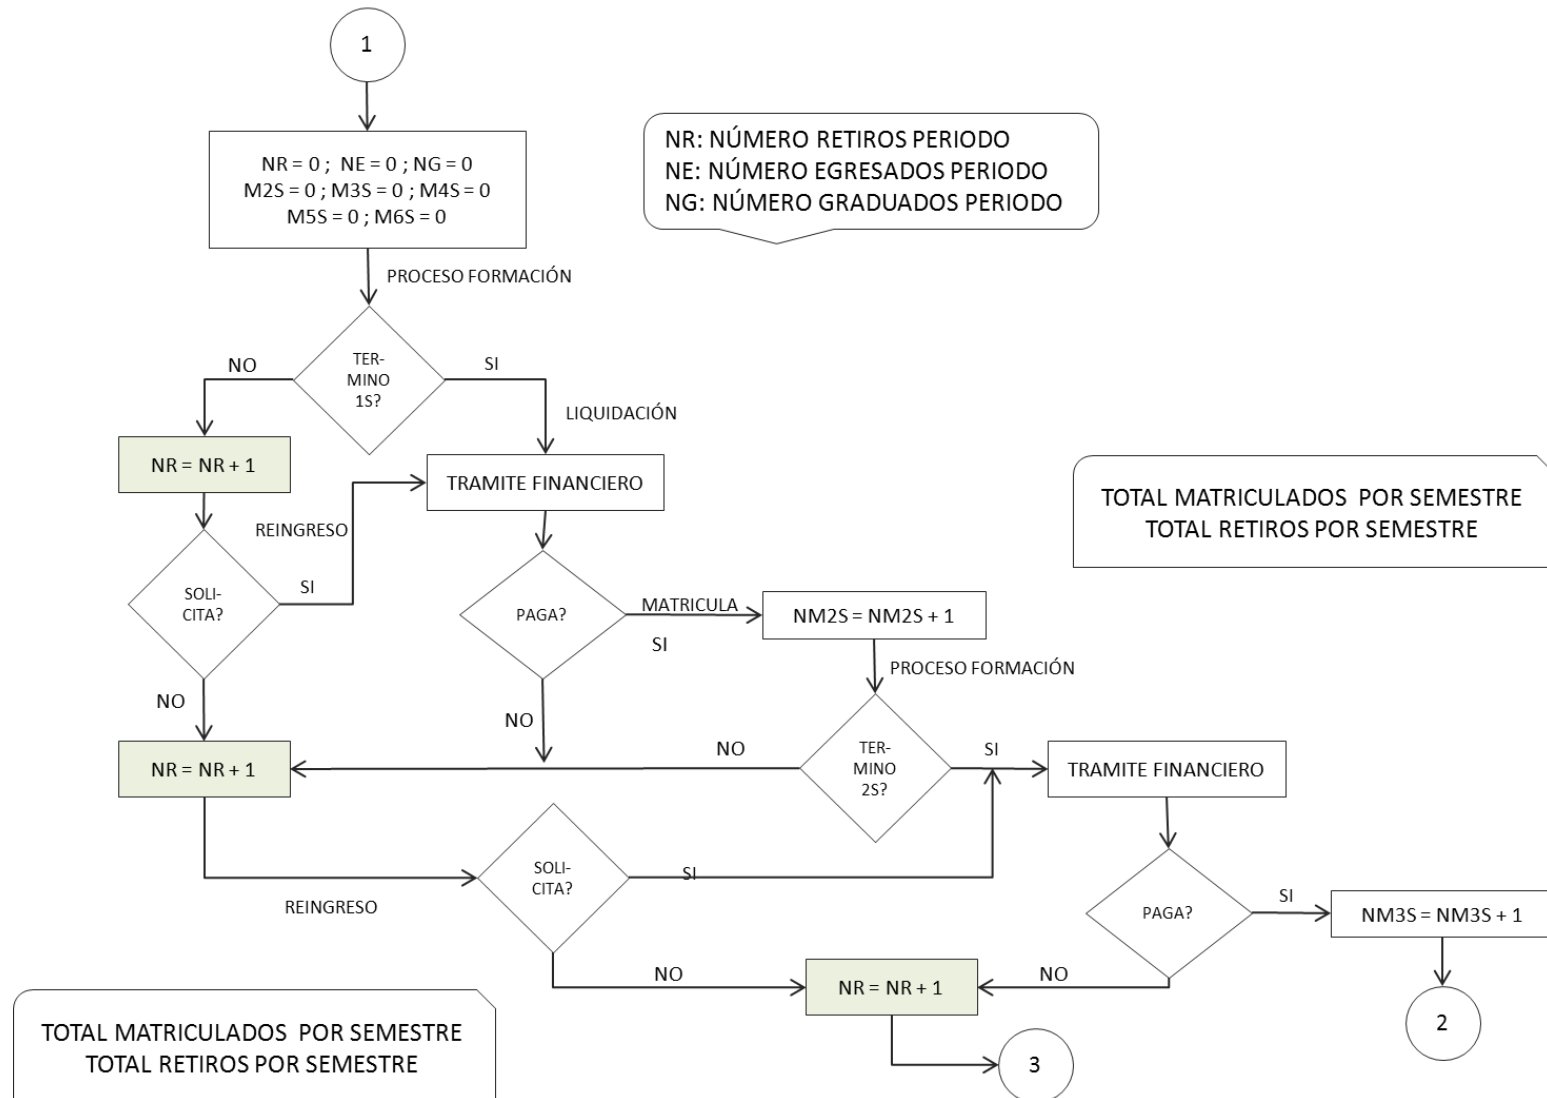 1
NR = 0 ;  NE = 0 ; NG = 0
M2S = 0 ; M3S = 0 ; M4S = 0
M5S = 0 ; M6S = 0
NR: NÚMERO RETIROS PERIODO
NE: NÚMERO EGRESADOS PERIODO
NG: NÚMERO GRADUADOS PERIODO
PROCESO FORMACIÓN
TER-
MINO
1S?
NO
SI
LIQUIDACIÓN
NR = NR + 1
TRAMITE FINANCIERO
TOTAL MATRICULADOS  POR SEMESTRE
TOTAL RETIROS POR SEMESTRE
REINGRESO
SOLI-
CITA?
SI
PAGA?
MATRICULA
SI
NM2S = NM2S + 1
PROCESO FORMACIÓN
NO
NO
NO
SI
TER-
MINO
2S?
NR = NR + 1
TRAMITE FINANCIERO
SOLI-
CITA?
SI
REINGRESO
PAGA?
SI
NM3S = NM3S + 1
NO
NO
NR = NR + 1
2
3
TOTAL MATRICULADOS  POR SEMESTRE
TOTAL RETIROS POR SEMESTRE